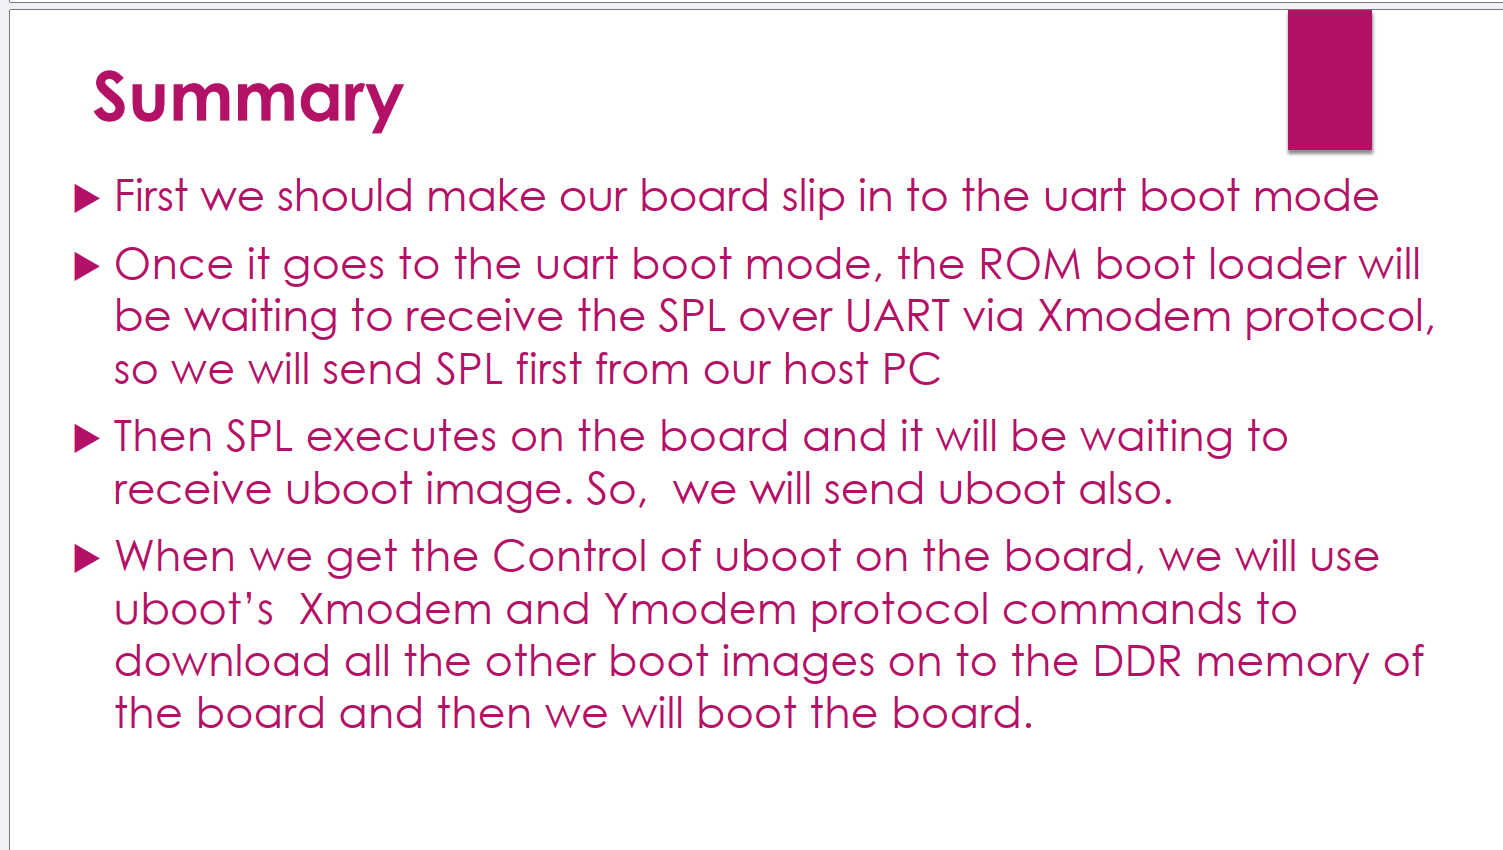 Summary
First we should make our board slip in to the uart boot mode
Once it goes to the uart boot mode, the ROM boot loader will
be waiting to receive the SPL over UART via Xmodem protocol,
so we will send SPL first from our host PC
Then SPL executes on the board and it will be waiting to
receive uboot image. So,  we will send uboot also.
When we get the Control of uboot on the board, we will use
uboot’s  Xmodem and Ymodem protocol commands to
download all the other boot images on to the DDR memory of
the board and then we will boot the board.